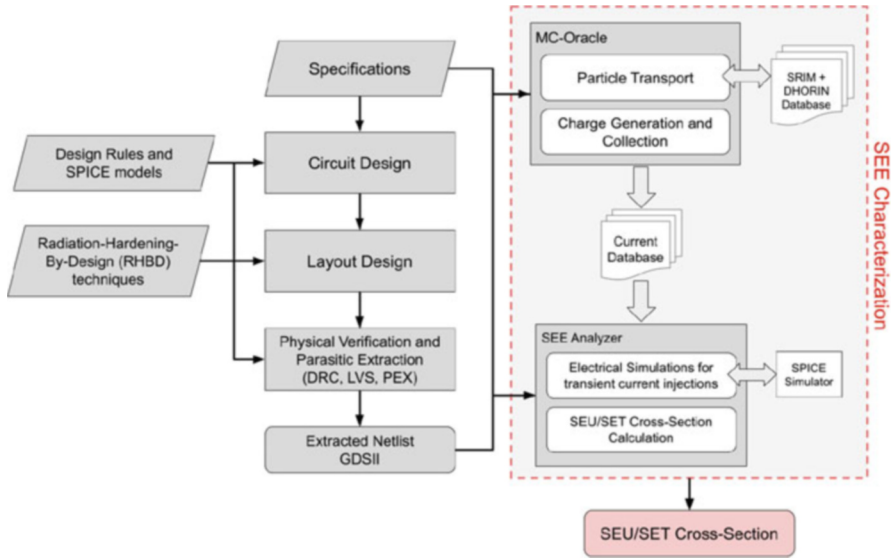 Specifications
Design Rules and
SPICE models
Circuit Design
Radiation-Hardening-
By-Design (RHBD)
techniques
Layout Design
Physical Verification and
Parasitic Extraction
(DRC, LVS, PEX)
Extracted Netlist
GDSII
MC-Oracle
Particle Transport
SRIM +
DHORIN
Database
Charge Generation and
Collection
Current
Database
SEE Analyzer
Electrical Simulations for
transient current injections
SPICE
Simulator
SEU/SET Cross-Section
Calculation
SEE Characterization
SEU/SET Cross-Section